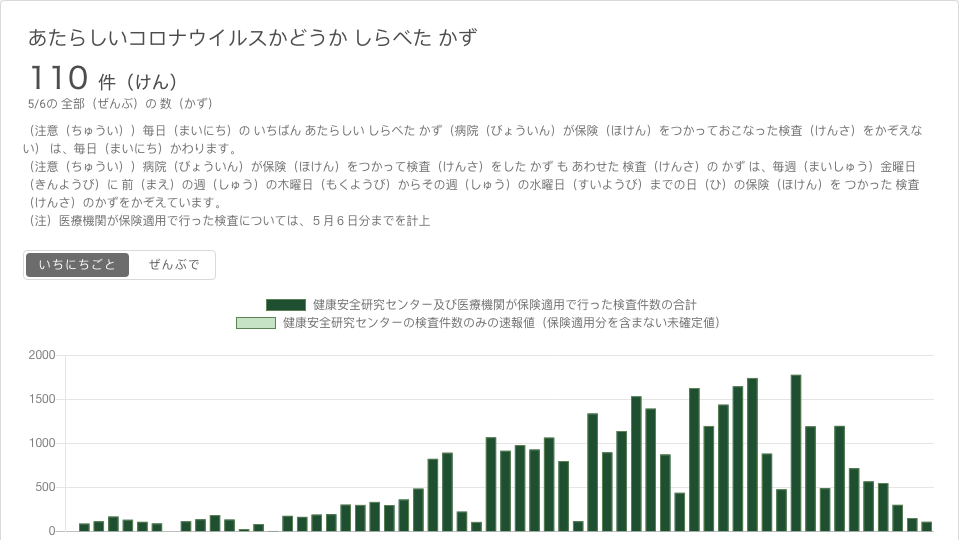 あたらしいコロナウイルスかどうか しらべた かず
110 件（けん）
5/6の 全部（ぜんぶ）の 数（かず）
（注意（ちゅうい））毎日（まいにち）の いちばん あたらしい しらべた かず（病院（びょういん）が保険（ほけん）をつかっておこなった検査（けんさ）をかぞえな
い） は、毎日（まいにち）かわります。
（注意（ちゅうい））病院（びょういん）が保険（ほけん）をつかって検査（けんさ）をした かず も あわせた 検査（けんさ）の かず は、毎週（まいしゅう）金曜日
（きんようび）に 前（まえ）の週（しゅう）の木曜日（もくようび）からその週（しゅう）の水曜日（すいようび）までの日（ひ）の保険（ほけん）を つかった 検査
（けんさ）のかずをかぞえています。
（注）医療機関が保険適用で行った検査については、５月６日分までを計上
いちにちごと ぜんぶで
健康安全研究センター及び医療機関が保険適用で行った検査件数の合計
健康安全研究センターの検査件数のみの速報値（保険適用分を含まない未確定値）
2000
1500
1000
500
0